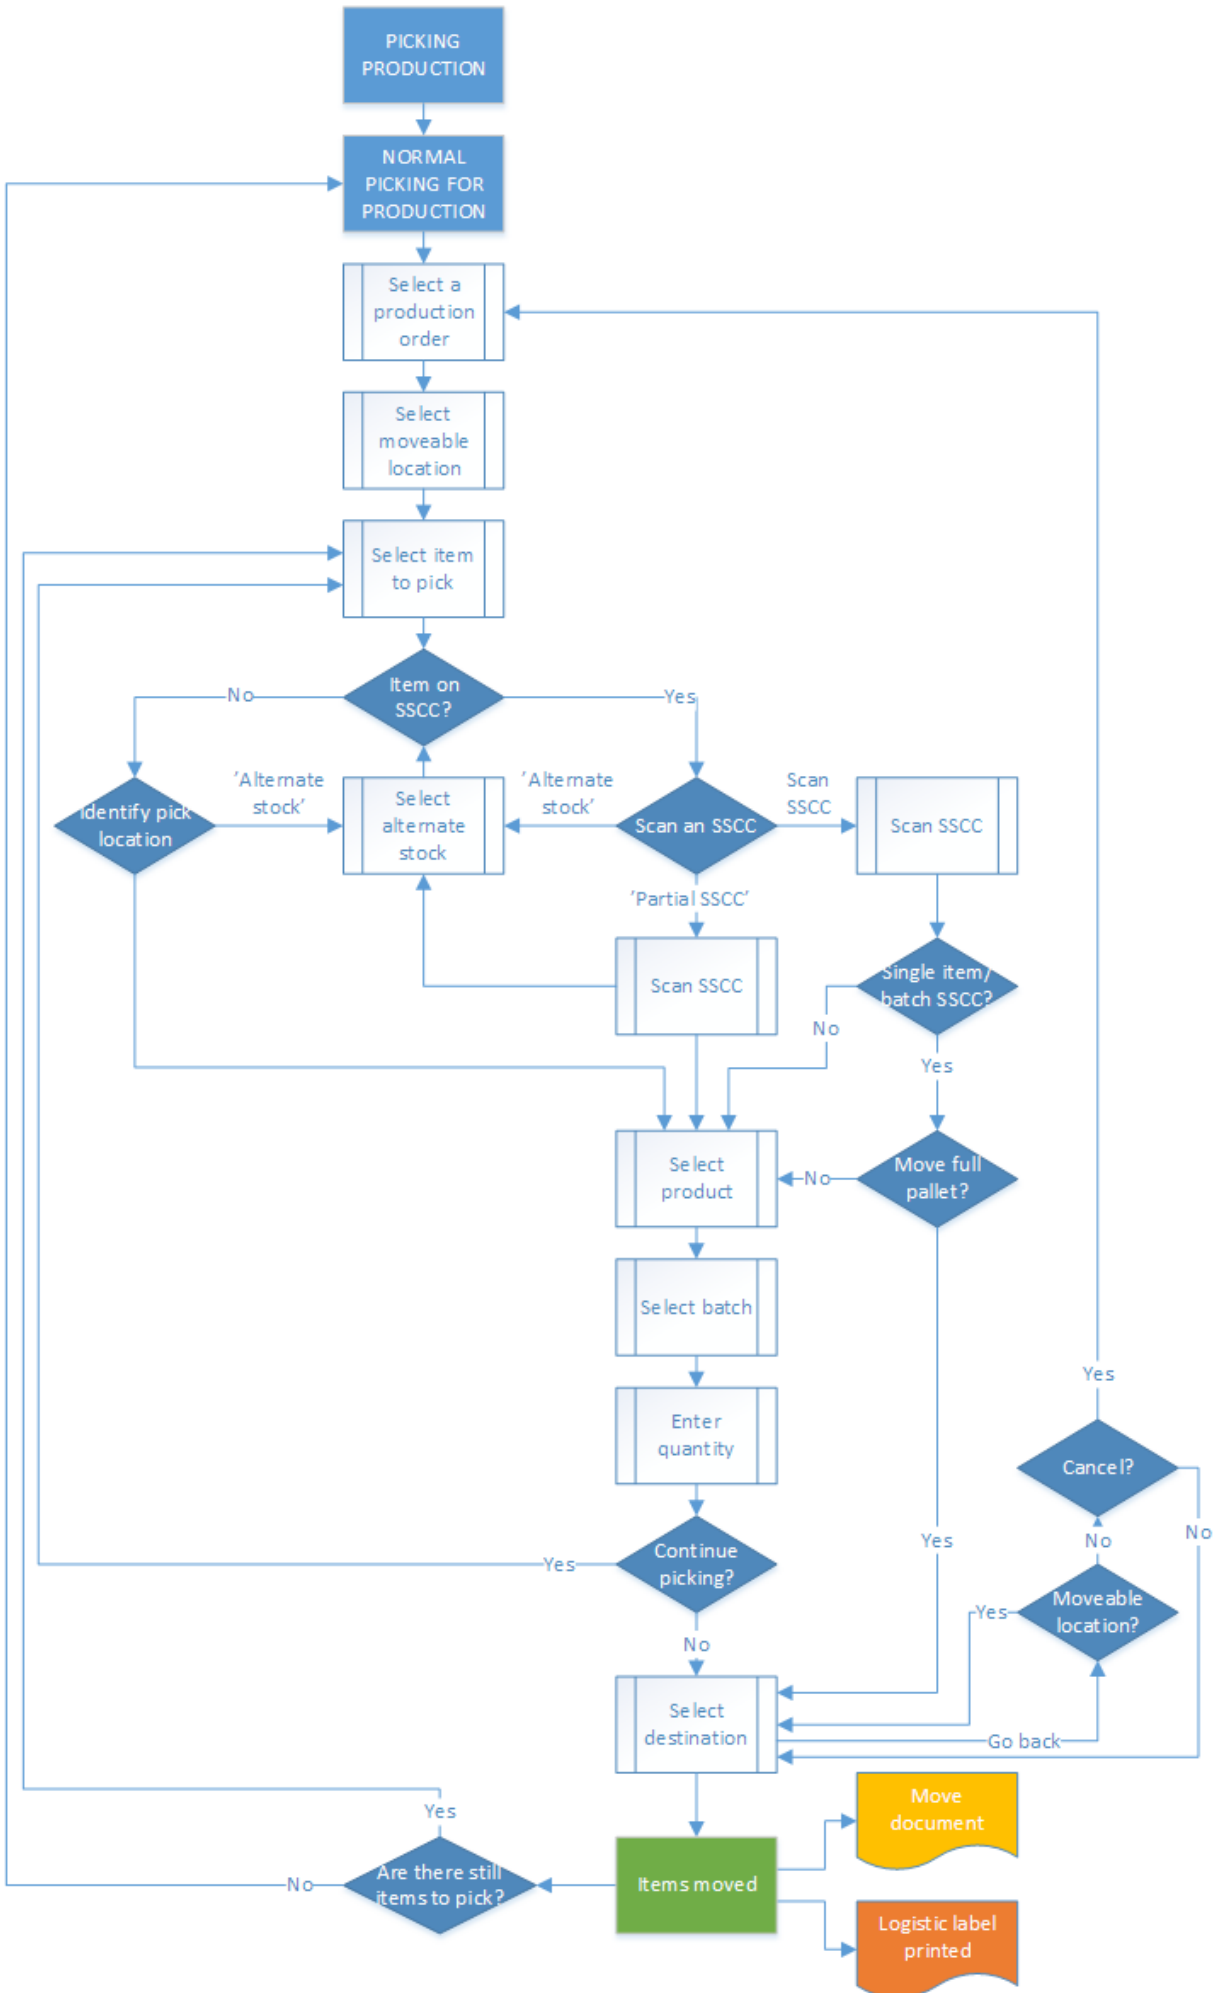 PICKING
PRODUCTION
NORMAL
PICKING FOR
PRODUCTION
Select a
production
order
Select
moveable
location
Select item
to pick
Item on
SSCC?
No
Yes
Identify pick
location
'Alternate
stock'
Select
alternate
stock
'Alternate
stock'
Scan an SSCC
Scan
SSCC
Scan SSCC
'Partial SSCC'
Scan SSCC
Single item/
batch SSCC?
No
Yes
Select
product
No
Move full
pallet?
Select batch
Enter
quantity
Yes
Cancel?
No
Yes
No
Continue
picking?
Yes
Moveable
location?
Yes
No
Select
destination
Go back
Move
document
Yes
Are there still
items to pick?
No
Items moved
Logistic label
printed